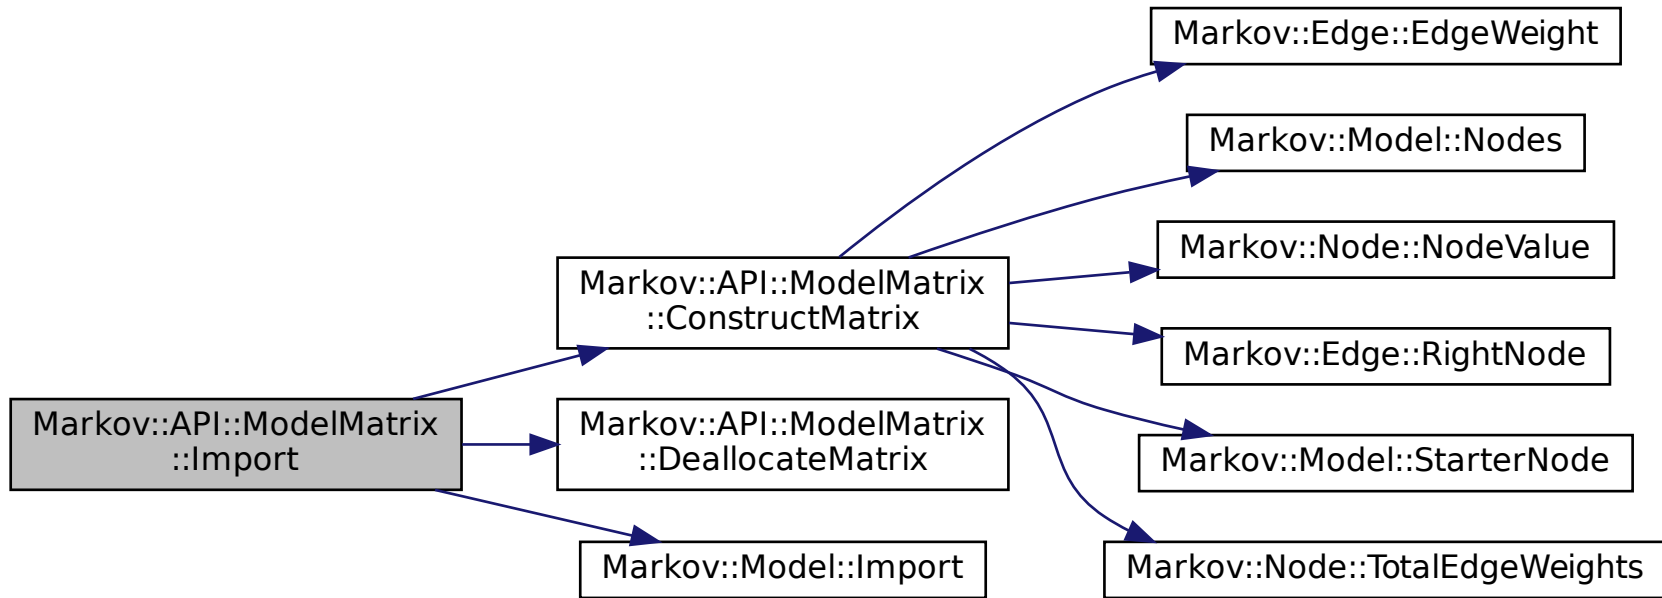 Markov::API::ModelMatrix
::Import
Markov::API::ModelMatrix
::ConstructMatrix
Markov::API::ModelMatrix
::DeallocateMatrix
Markov::Model::Import
Markov::Edge::EdgeWeight
Markov::Model::Nodes
Markov::Node::NodeValue
Markov::Edge::RightNode
Markov::Model::StarterNode
Markov::Node::TotalEdgeWeights